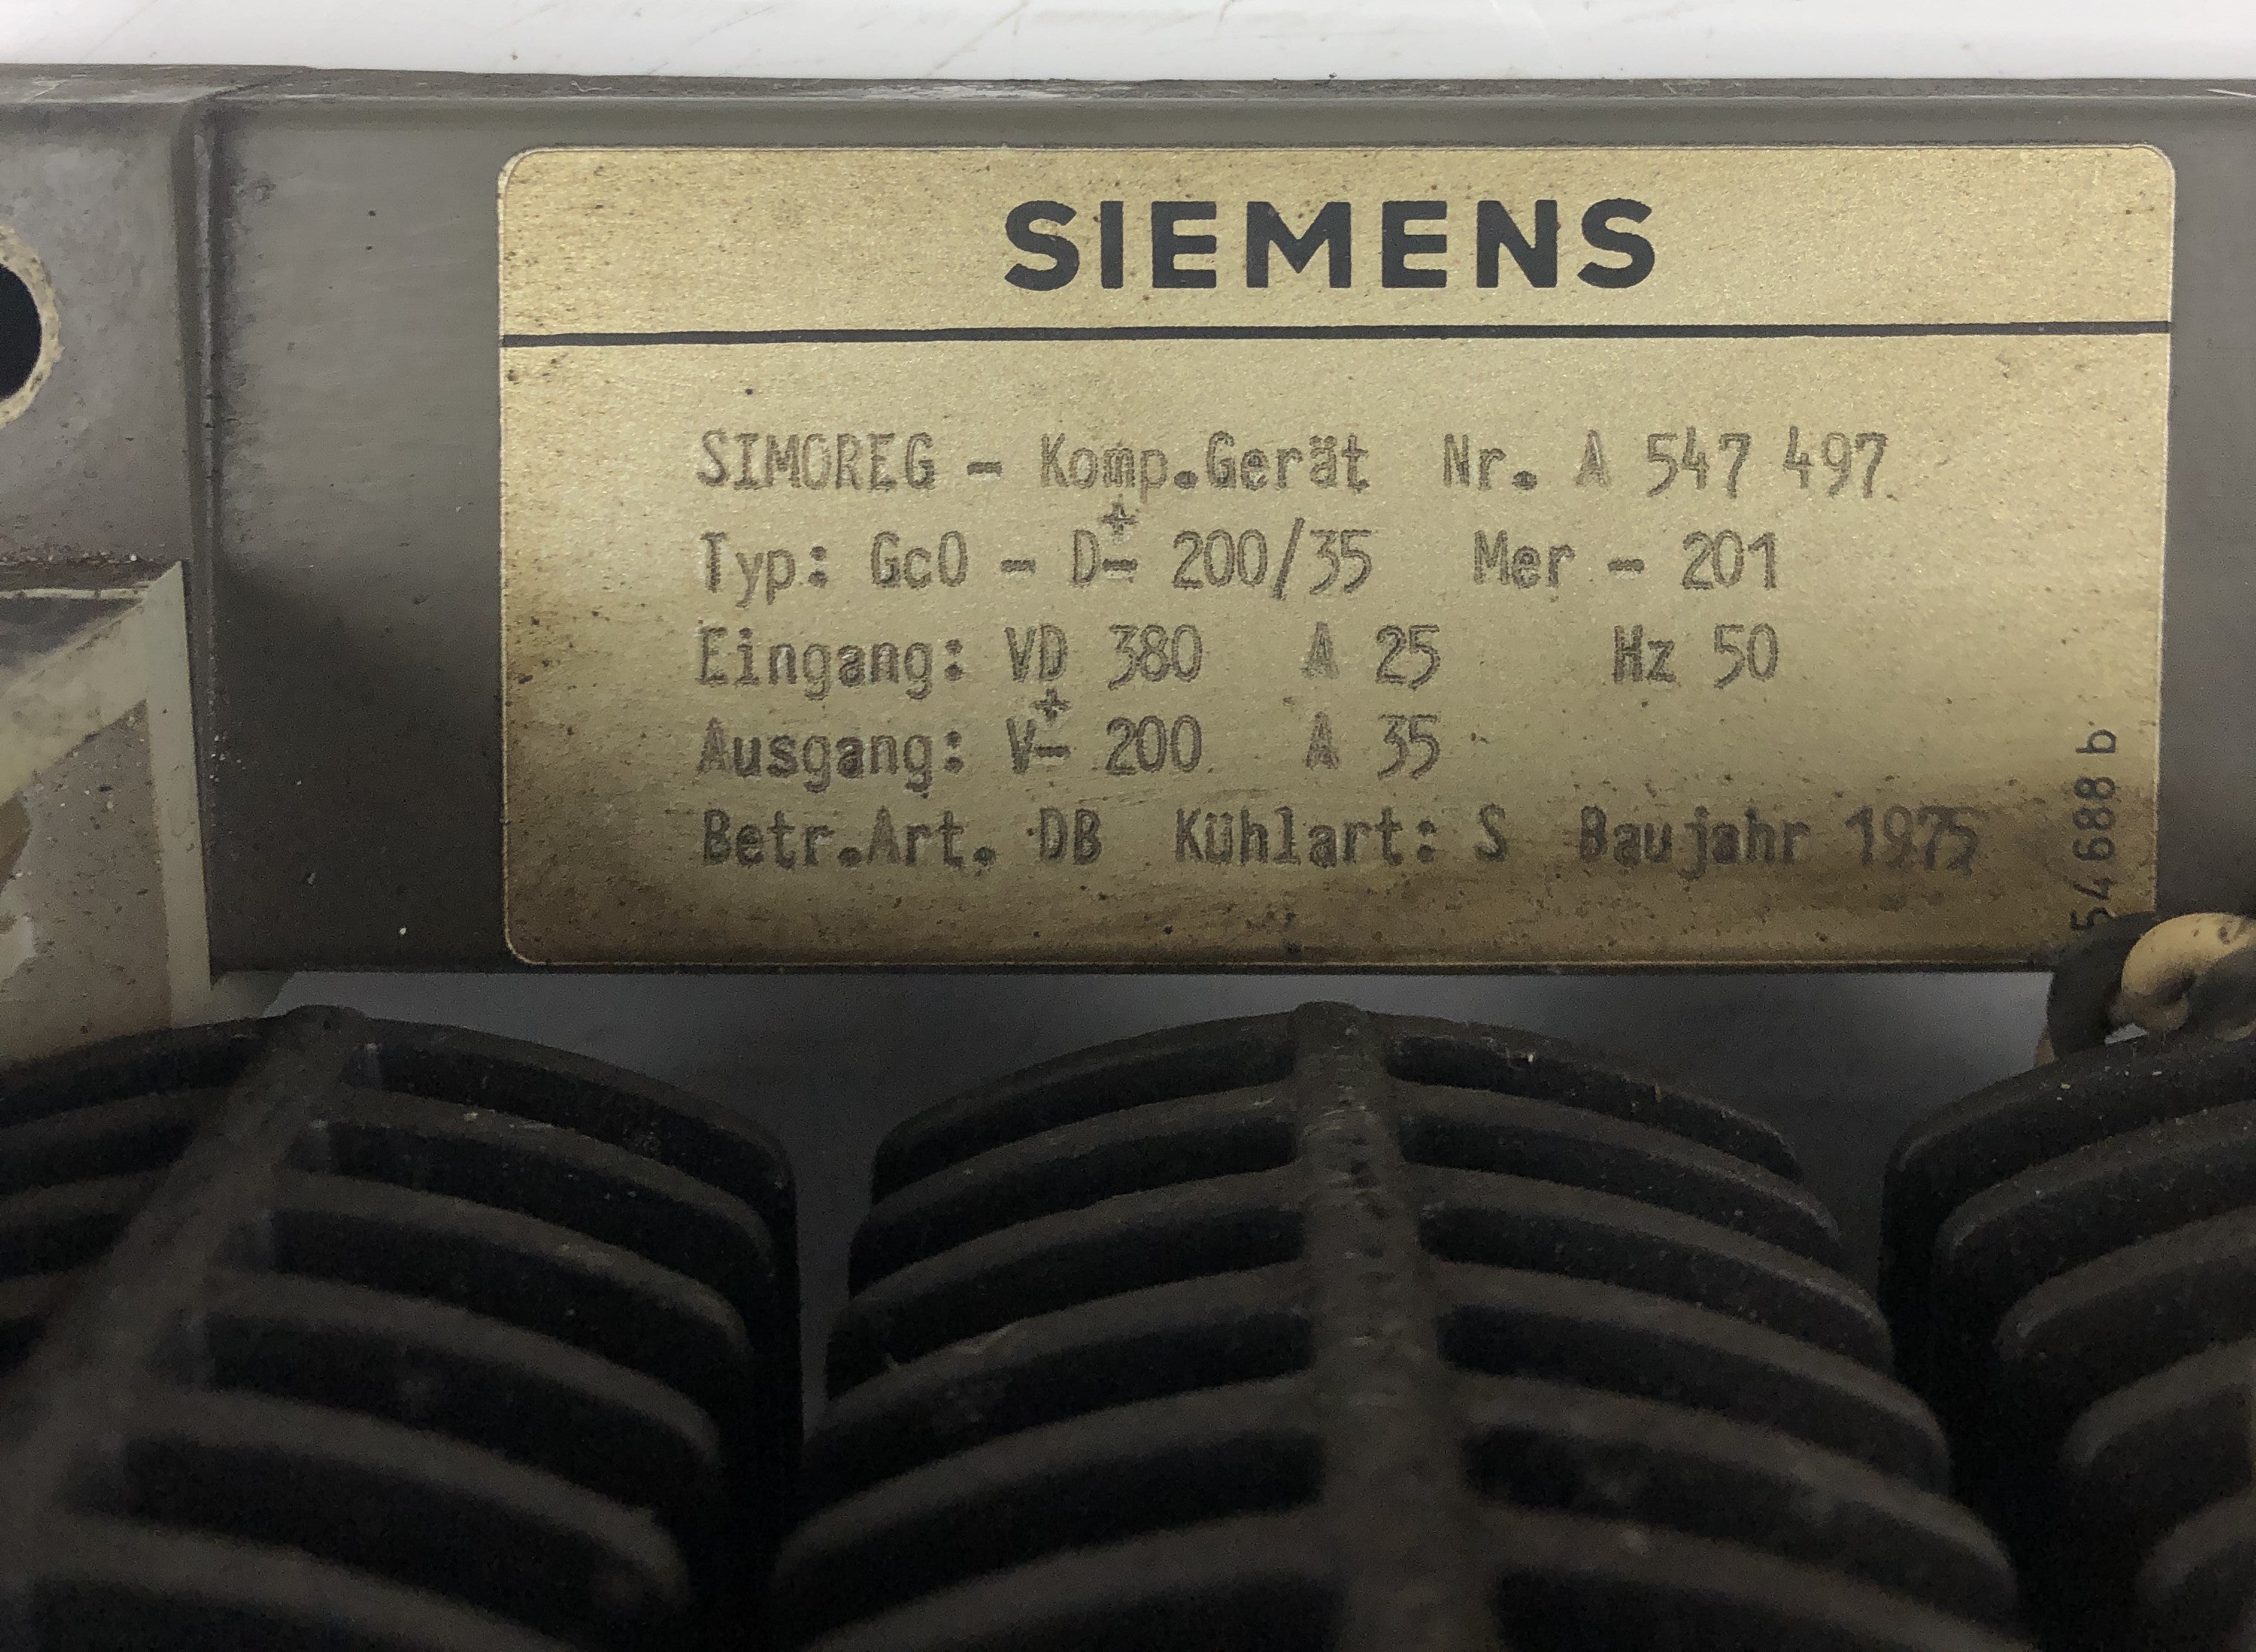 SIEMENS
SIMOREG - Komp.Gerät Nr. A 547 497
Typ: GcO - D± 200/35 Mer - 201
Eingang: VD 380 A 25 Hz 50
Ausgang: V± 200 A 35
Betr.Art. DB Kühlart: S Baujahr 1975
54688 b